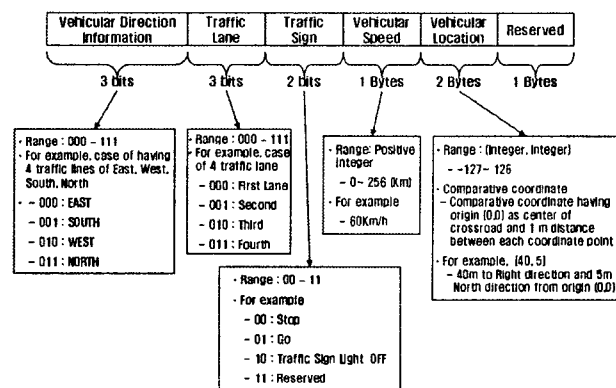 Vehicular Direction Information
Traffic Lane
Traffic Sign
Vehicular Speed
Vehicular Location
Reserved
3 bits
3 bits
2 bits
1 Bytes
2 Bytes
1 Bytes
· Range : 000 - 111
· For example, case of having
4 traffic lines of East, West,
South, North
- 000 : EAST
- 001 : SOUTH
- 010 : WEST
- 011 : NORTH
· Range : 000 - 111
· For example, case
of 4 traffic lane
- 000 : First Lane
- 001 : Second
- 010 : Third
- 011 : Fourth
· Range : 00 - 11
· For example
- 00 : Stop
- 01 : Go
- 10 : Traffic Sign Light OFF
- 11 : Reserved
· Range: Positive
Integer
- 0~ 256 (Km)
· For example
- 60Km/h
· Range : (Integer, Integer)
- -127~ 126
· Comparative coordinate
- Comparative coordinate having
origin (0,0) as center of
crossroad and 1 m distance
between each coordinate point
· For example, (40, 5)
- 40m to Right direction and 5m
North direction from origin (0,0)